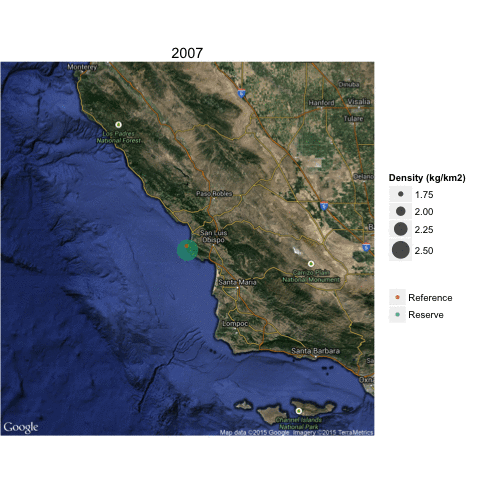 2007
Monterey
Dinuba
Hanford
Visalia
Tulare
Los Padres
National Forest
Delano
Paso Robles
San Luis
Obispo
Carrizo Plain
National Monument
Santa Maria
Lompoc
Santa Barbara
Oxna
Channel Islands
National Park
Google
Map data ©2015 Google Imagery ©2015 TerraMetrics
Density (kg/km2)
1.75
2.00
2.25
2.50
Reference
Reserve